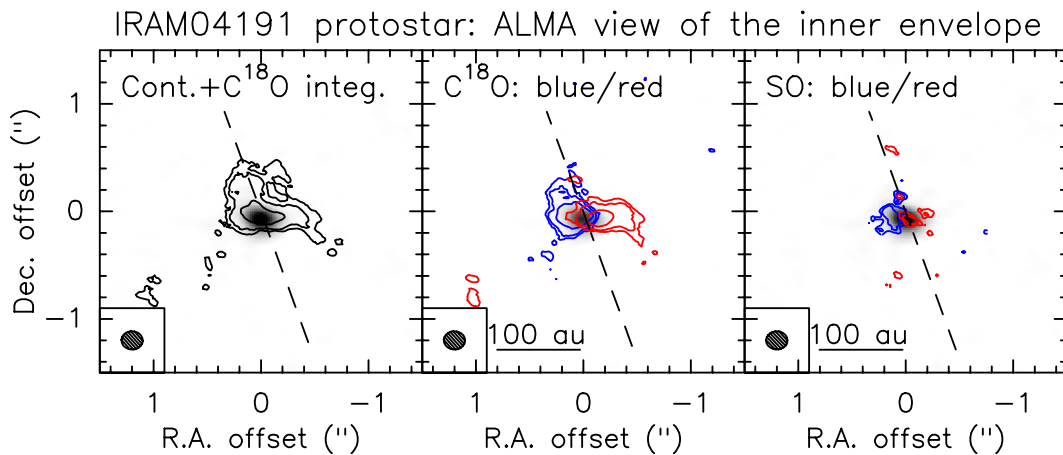 IRAM04191 protostar: ALMA view of the inner envelope
Cont.+C¹⁸O integ.
C¹⁸O: blue/red
SO: blue/red
Dec. offset (")
1
0
−1
100 au
100 au
1 0 −1
1 0 −1
1 0 −1
R.A. offset (")
R.A. offset (")
R.A. offset (")